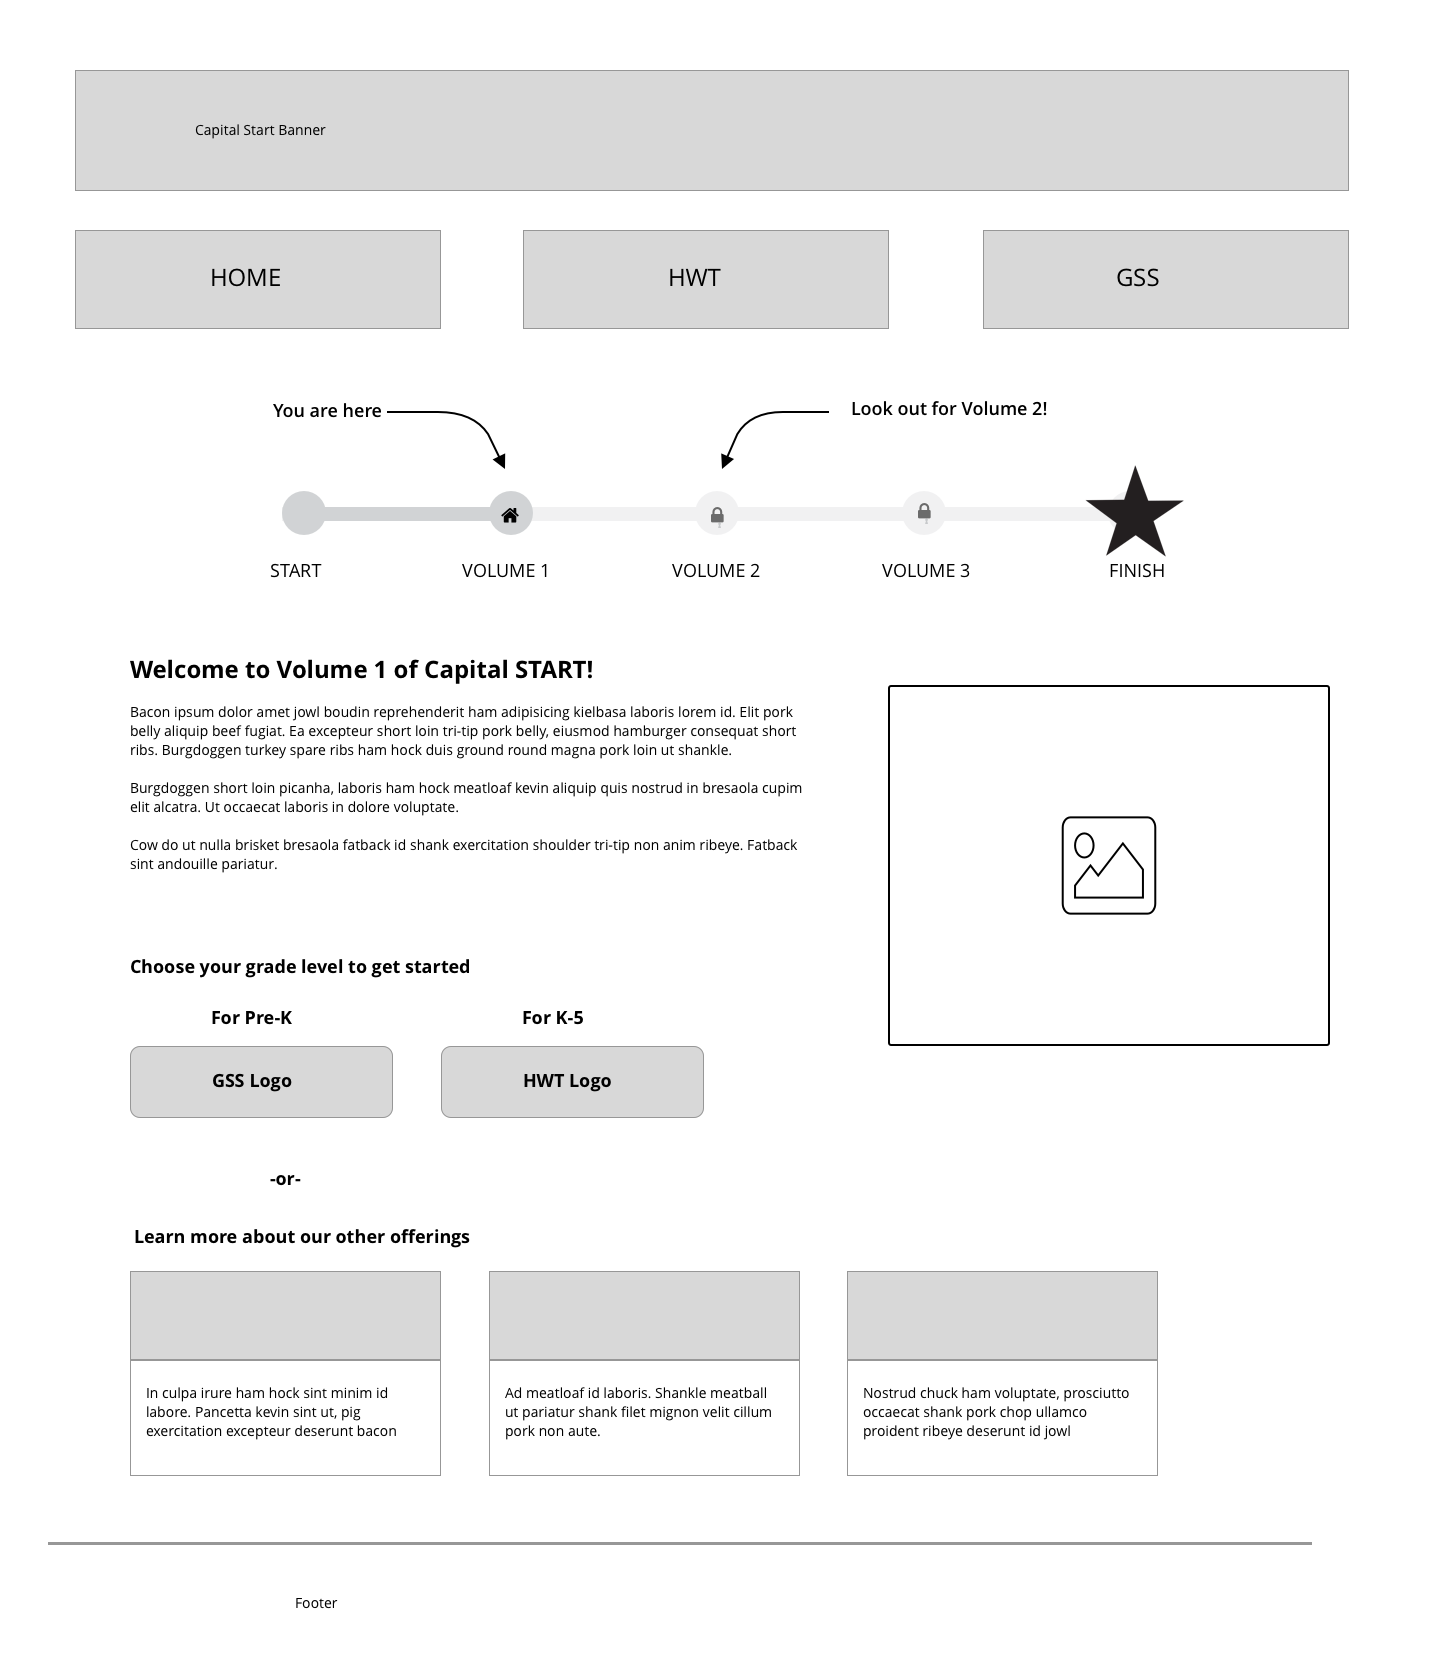 Capital Start Banner
HOME
HWT
GSS
You are here
Look out for Volume 2!
START
VOLUME 1
VOLUME 2
VOLUME 3
FINISH
Welcome to Volume 1 of Capital START!
Bacon ipsum dolor amet jowl boudin reprehenderit ham adipisicing kielbasa laboris lorem id. Elit pork
belly aliquip beef fugiat. Ea excepteur short loin tri-tip pork belly, eiusmod hamburger consequat short
ribs. Burgdoggen turkey spare ribs ham hock duis ground round magna pork loin ut shankle.
Burgdoggen short loin picanha, laboris ham hock meatloaf kevin aliquip quis nostrud in bresaola cupim
elit alcatra. Ut occaecat laboris in dolore voluptate.
Cow do ut nulla brisket bresaola fatback id shank exercitation shoulder tri-tip non anim ribeye. Fatback
sint andouille pariatur.
Choose your grade level to get started
For Pre-K
For K-5
GSS Logo
HWT Logo
-or-
Learn more about our other offerings
In culpa irure ham hock sint minim id
labore. Pancetta kevin sint ut, pig
exercitation excepteur deserunt bacon
Ad meatloaf id laboris. Shankle meatball
ut pariatur shank filet mignon velit cillum
pork non aute.
Nostrud chuck ham voluptate, prosciutto
occaecat shank pork chop ullamco
proident ribeye deserunt id jowl
Footer